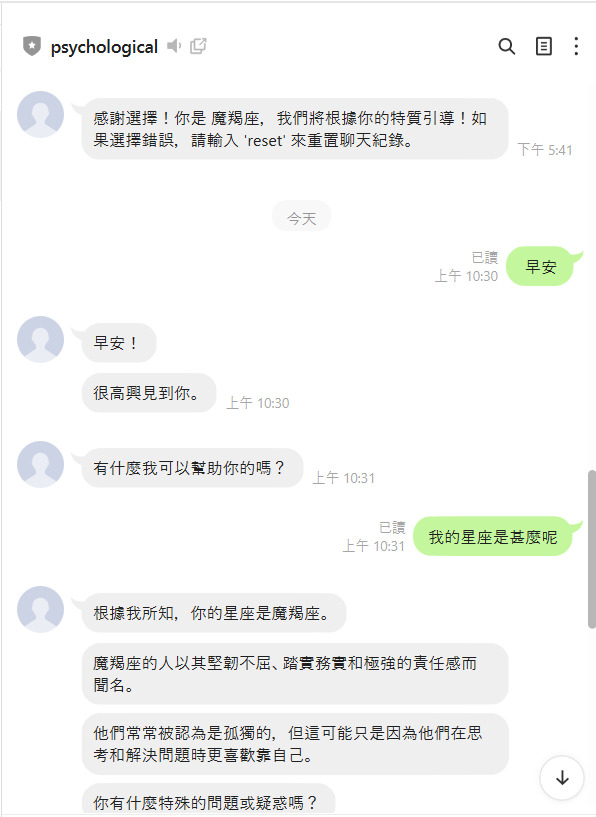 psychological
感謝選擇！你是 魔羯座，我們將根據你的特質引導！如
果選擇錯誤，請輸入 'reset' 來重置聊天紀錄。
下午 5:41
今天
已讀
上午 10:30
早安
早安！
很高興見到你。
上午 10:30
有什麼我可以幫助你的嗎？
上午 10:31
已讀
上午 10:31
我的星座是甚麼呢
根據我所知，你的星座是魔羯座。
魔羯座的人以其堅韌不屈、踏實務實和極強的責任感而
聞名。
他們常常被認為是孤獨的，但這可能只是因為他們在思
考和解決問題時更喜歡靠自己。
你有什麼特殊的問題或疑惑嗎？